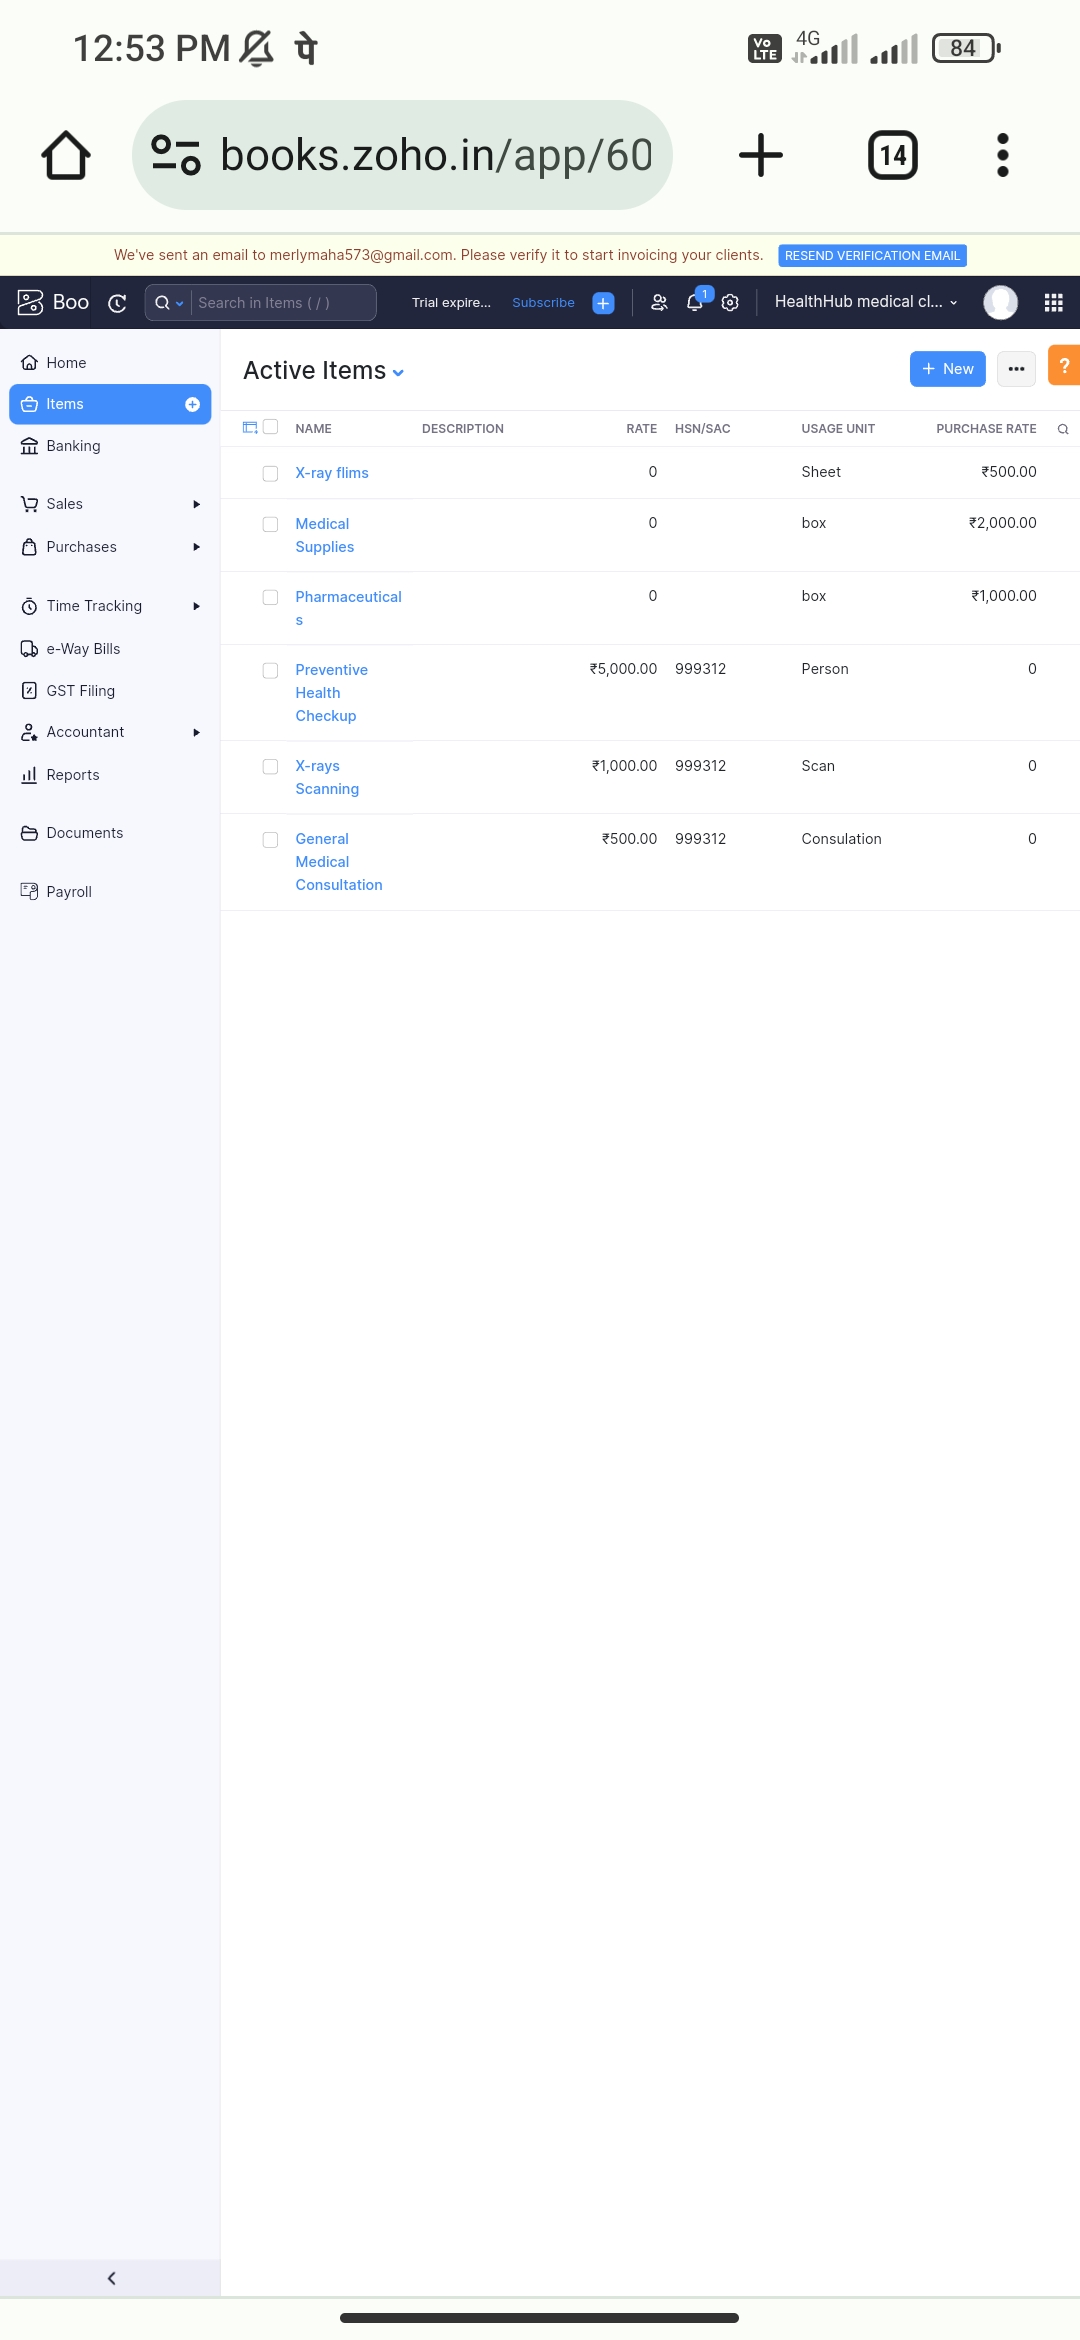 12:53 PM पे Vo LTE 4G 84
books.zoho.in/app/60 14
We've sent an email to merlymaha573@gmail.com. Please verify it to start invoicing your clients. RESEND VERIFICATION EMAIL
Boo Search in Items ( / ) Trial expire... Subscribe 1 HealthHub medical cl...
Home
Items
Banking
Sales
Purchases
Time Tracking
e-Way Bills
GST Filing
Accountant
Reports
Documents
Payroll
Active Items + New ?
NAME DESCRIPTION RATE HSN/SAC USAGE UNIT PURCHASE RATE
X-ray flims 0 Sheet ₹500.00
Medical 0 box ₹2,000.00
Supplies
Pharmaceutical 0 box ₹1,000.00
s
Preventive ₹5,000.00 999312 Person 0
Health
Checkup
X-rays ₹1,000.00 999312 Scan 0
Scanning
General ₹500.00 999312 Consulation 0
Medical
Consultation